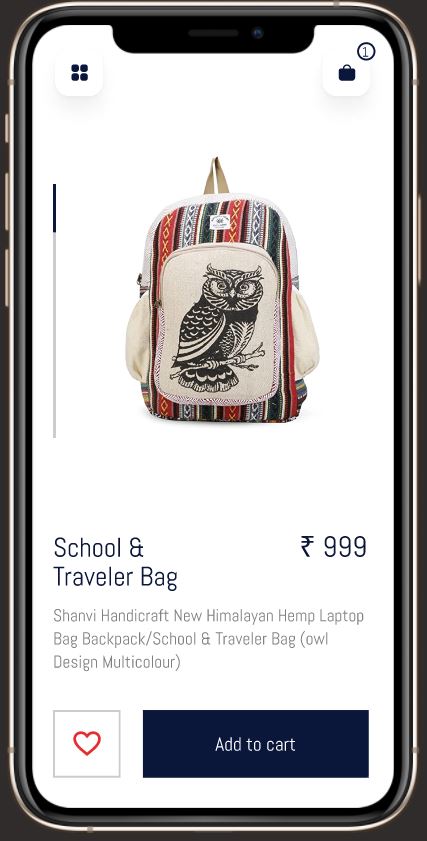 1
School &
Traveler Bag
₹ 999
Shanvi Handicraft New Himalayan Hemp Laptop
Bag Backpack/School & Traveler Bag (owl
Design Multicolour)
Add to cart